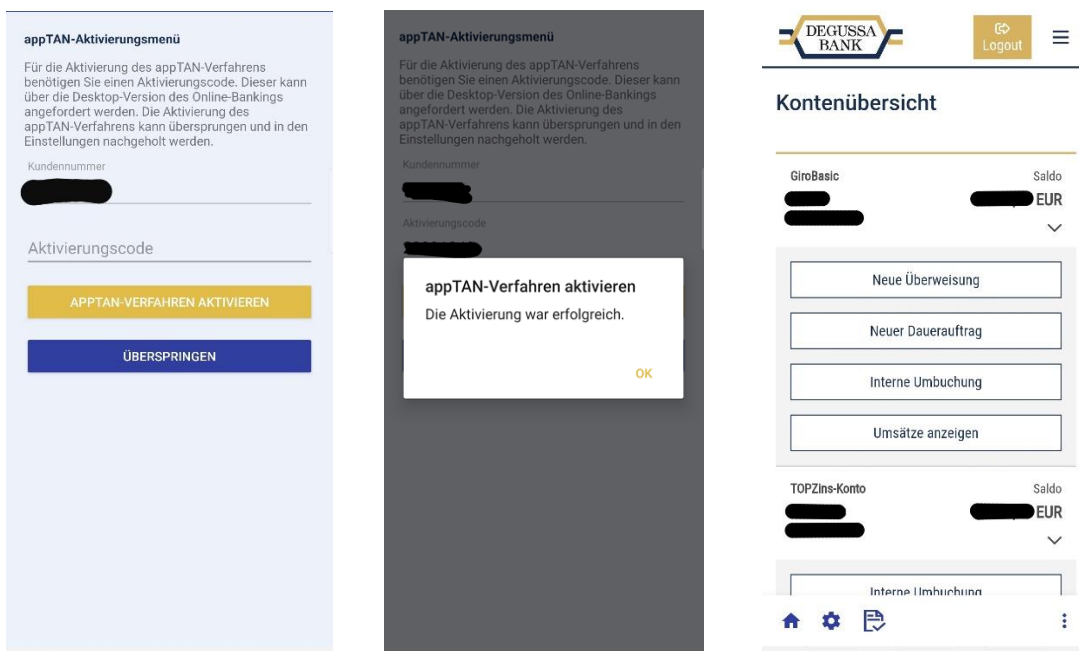 appTAN-Aktivierungsmenü
Für die Aktivierung des appTAN-Verfahrens
benötigen Sie einen Aktivierungscode. Dieser kann
über die Desktop-Version des Online-Bankings
angefordert werden. Die Aktivierung des
appTAN-Verfahrens kann übersprungen und in den
Einstellungen nachgeholt werden.
Kundennummer
Aktivierungscode
APPTAN-VERFAHREN AKTIVIEREN
ÜBERSPRINGEN
appTAN-Aktivierungsmenü
Für die Aktivierung des appTAN-Verfahrens
benötigen Sie einen Aktivierungscode. Dieser kann
über die Desktop-Version des Online-Bankings
angefordert werden. Die Aktivierung des
appTAN-Verfahrens kann übersprungen und in den
Einstellungen nachgeholt werden.
Kundennummer
Aktivierungscode
appTAN-Verfahren aktivieren
Die Aktivierung war erfolgreich.
OK
DEGUSSA
BANK
Logout
Kontenübersicht
GiroBasic Saldo
EUR
Neue Überweisung
Neuer Dauerauftrag
Interne Umbuchung
Umsätze anzeigen
TOPZins-Konto Saldo
EUR
Interne Umbuchung